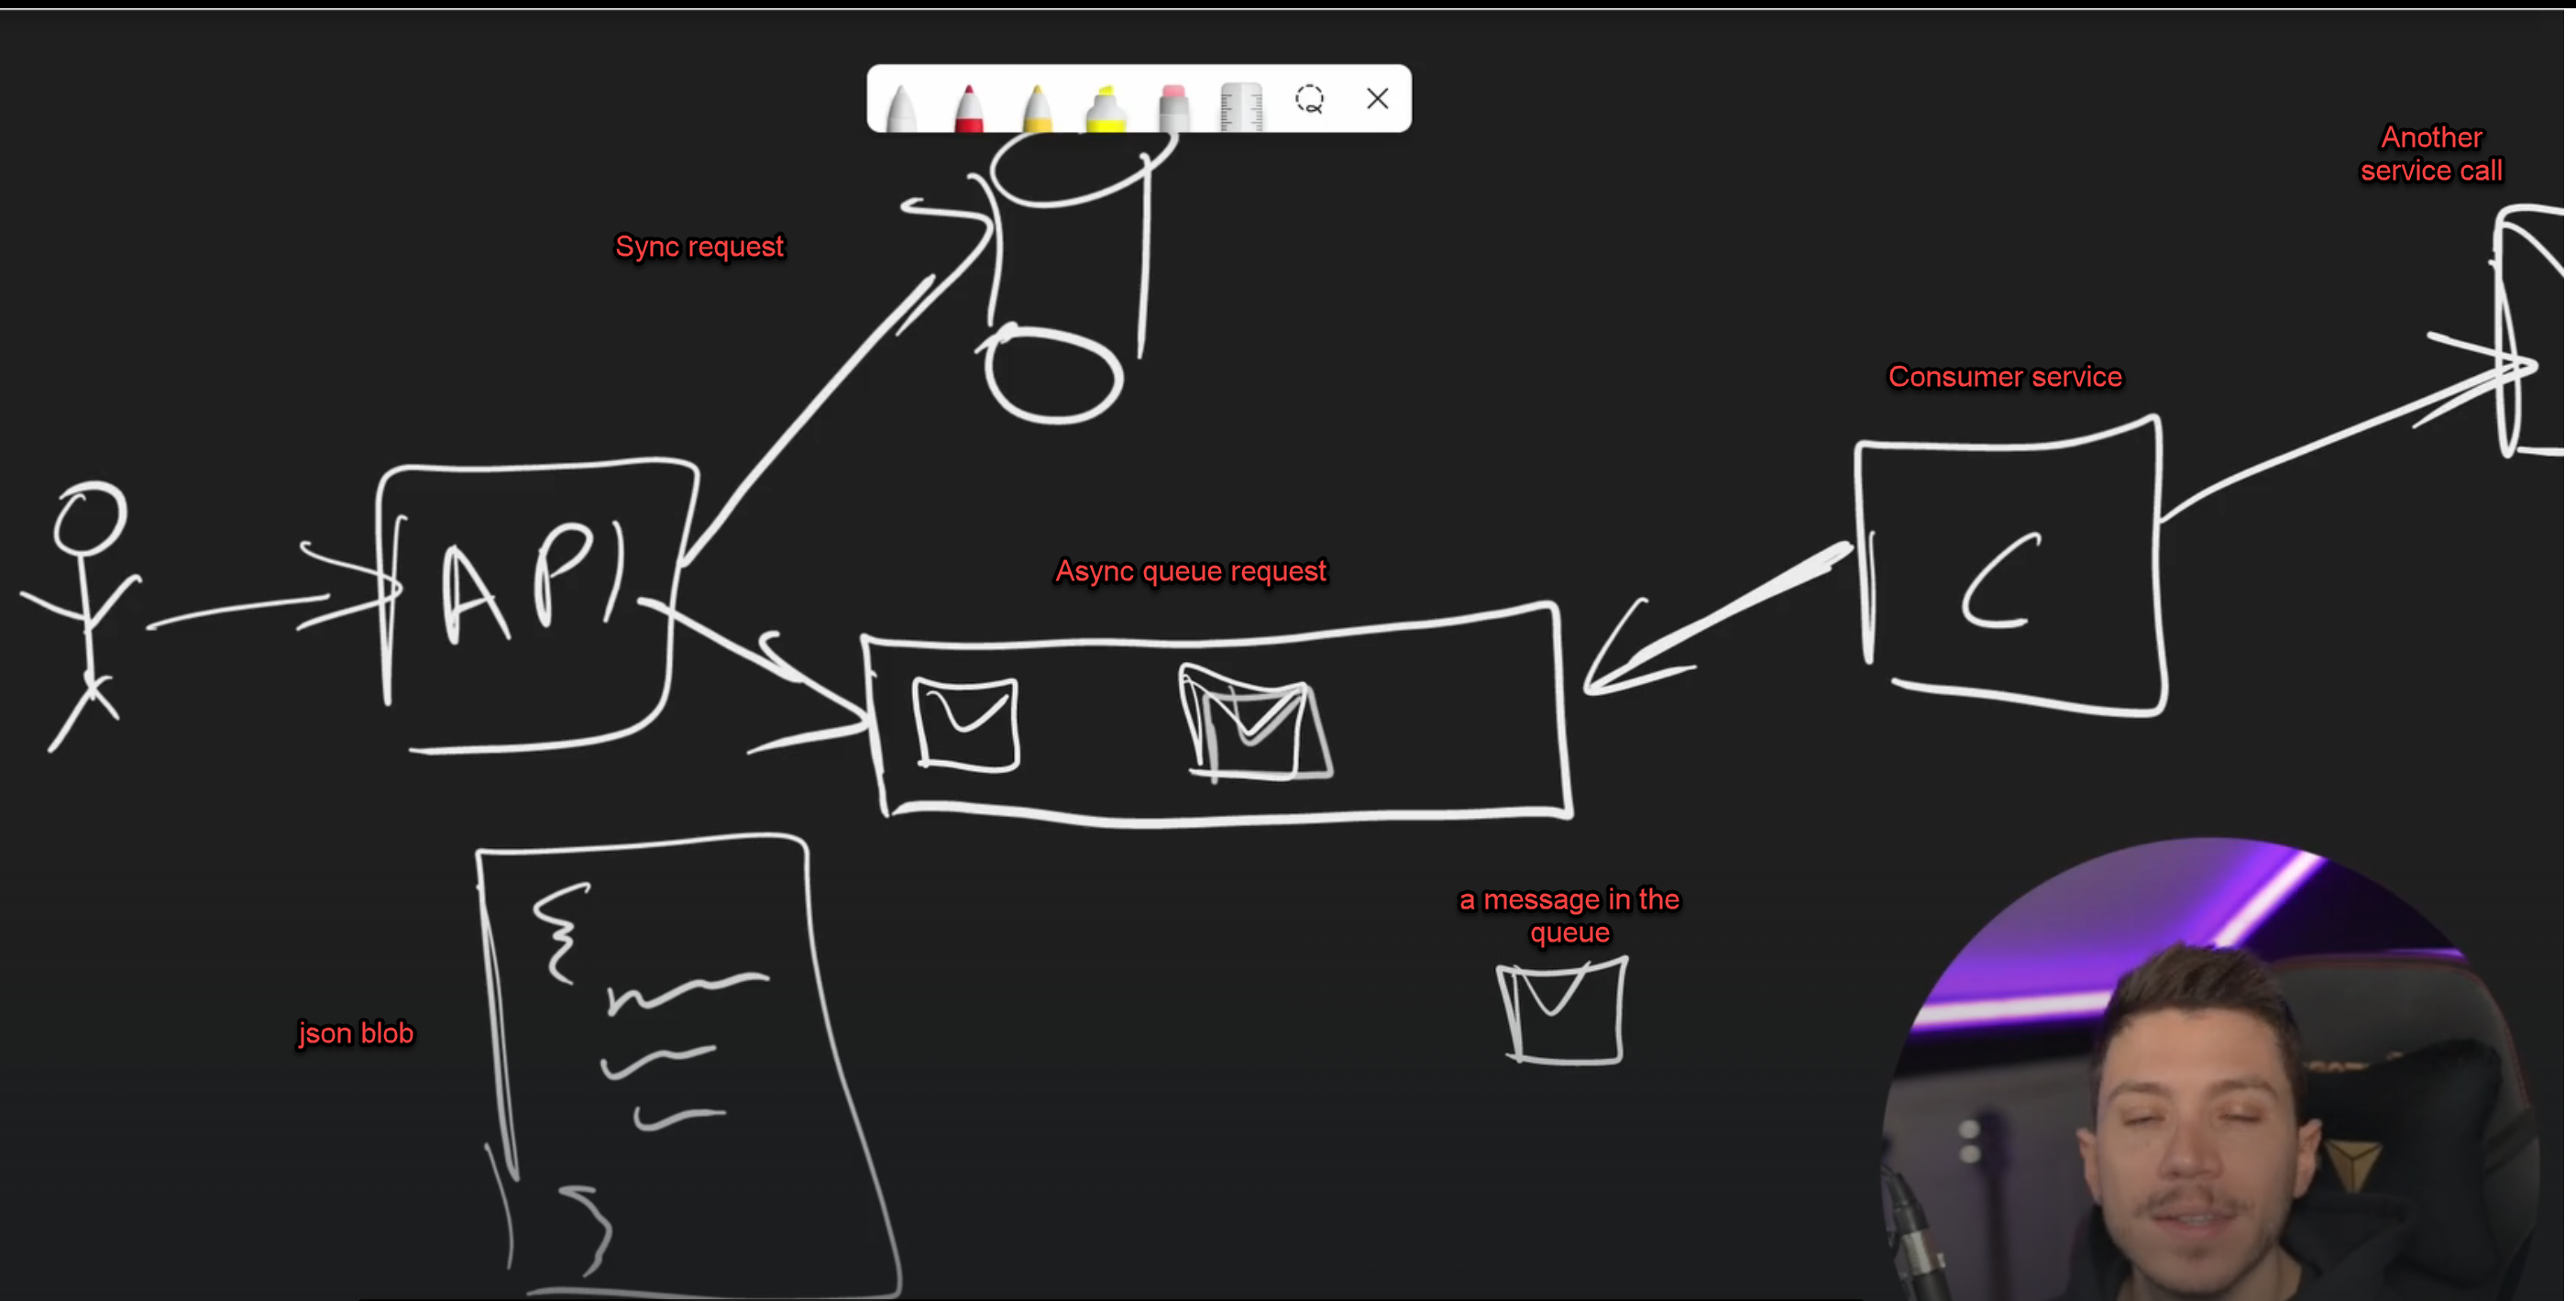 Another
service call
Sync request
Consumer service
API
Async queue request
C
a message in the
queue
json blob
{
}